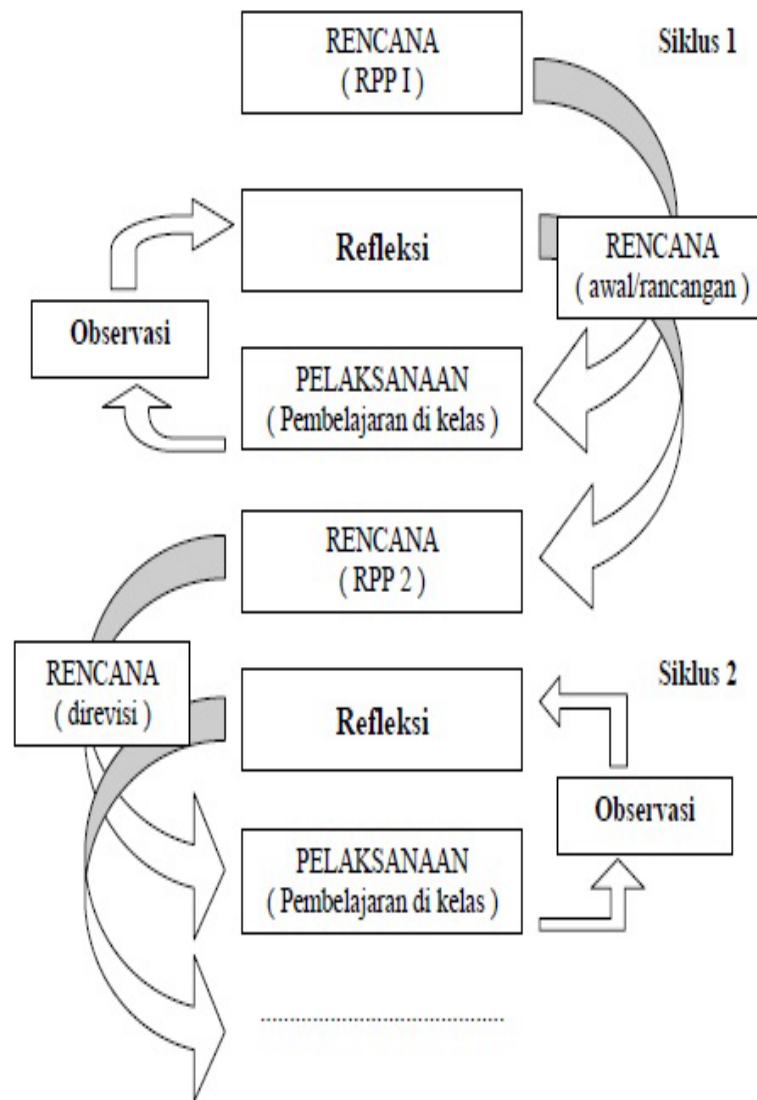 RENCANA
( RPP I )
Siklus 1
Refleksi
RENCANA
( awal/rancangan )
Observasi
PELAKSANAAN
( Pembelajaran di kelas )
RENCANA
( RPP 2 )
RENCANA
( direvisi )
Siklus 2
Refleksi
Observasi
PELAKSANAAN
( Pembelajaran di kelas )
..........................................